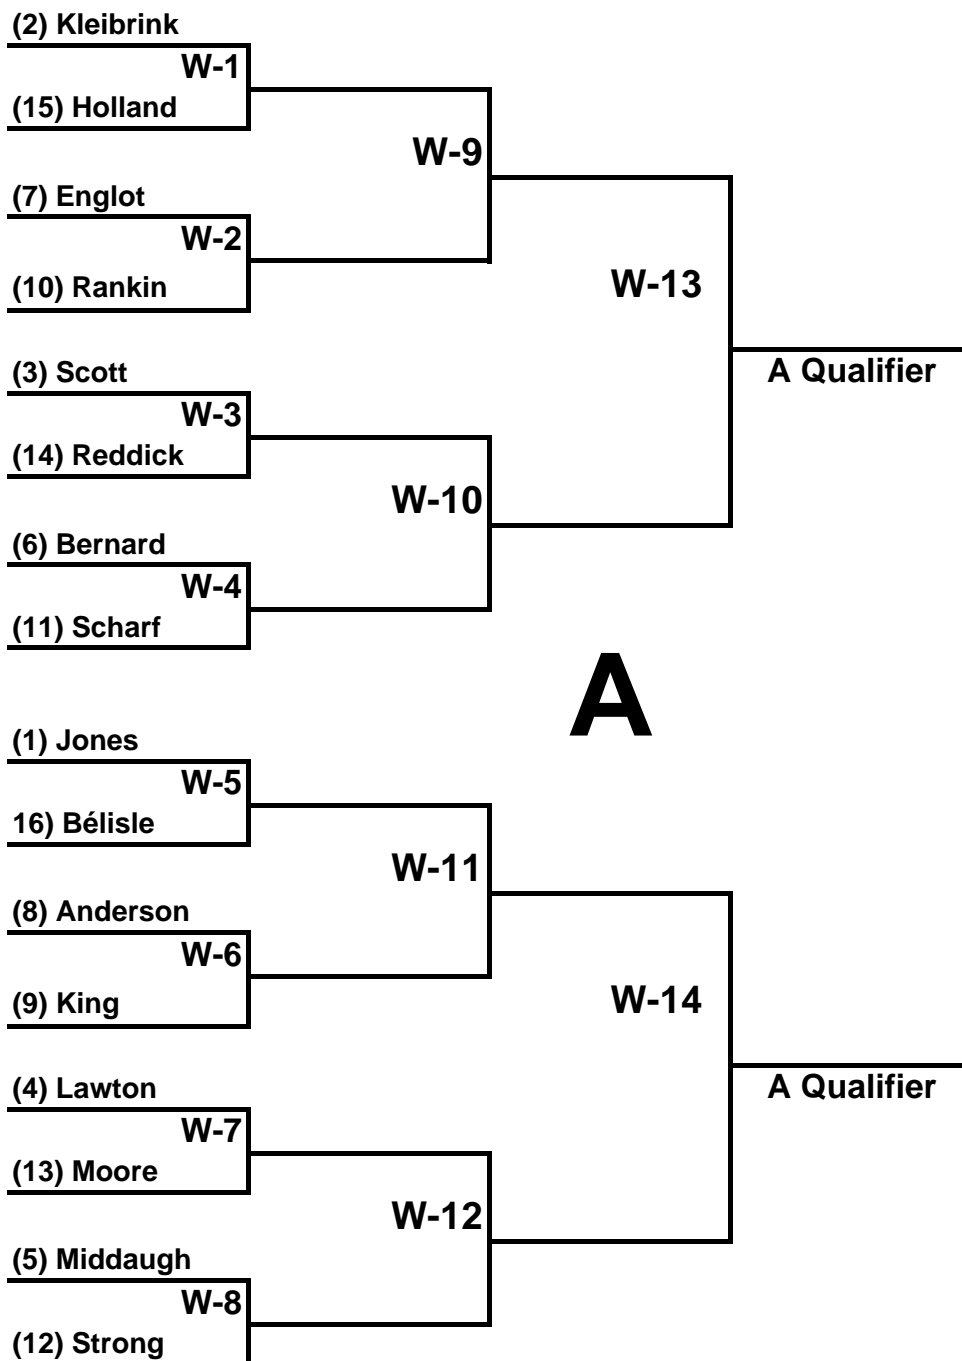 (2) Kleibrink
W-1
(15) Holland
W-9
(7) Englot
W-2
(10) Rankin
W-13
(3) Scott
A Qualifier
W-3
(14) Reddick
W-10
(6) Bernard
W-4
(11) Scharf
A
(1) Jones
W-5
16) Bélisle
W-11
(8) Anderson
W-6
(9) King
W-14
(4) Lawton
A Qualifier
W-7
(13) Moore
W-12
(5) Middaugh
W-8
(12) Strong